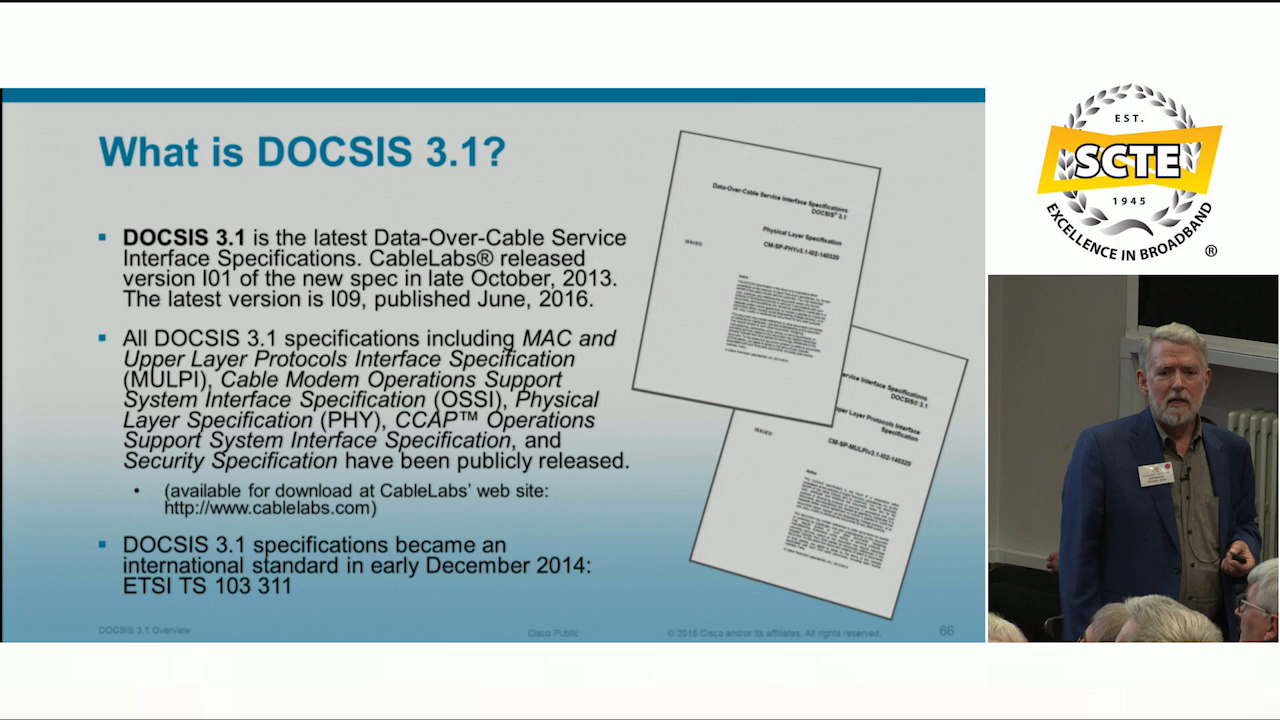 What is DOCSIS 3.1?
DOCSIS 3.1 is the latest Data-Over-Cable Service
Interface Specifications. CableLabs® released
version I01 of the new spec in late October, 2013.
The latest version is I09, published June, 2016.
All DOCSIS 3.1 specifications including MAC and
Upper Layer Protocols Interface Specification
(MULPI), Cable Modem Operations Support
System Interface Specification (OSSI), Physical
Layer Specification (PHY), CCAP™ Operations
Support System Interface Specification, and
Security Specification have been publicly released.
(available for download at CableLabs' web site:
http://www.cablelabs.com)
DOCSIS 3.1 specifications became an
international standard in early December 2014:
ETSI TS 103 311
Data-Over-Cable Service Interface Specifications
DOCSIS® 3.1
Physical Layer Specification
CM-SP-PHYv3.1-I02-140320
ISSUED
ervice Interface Specifications
DOCSIS® 3.1
per Layer Protocols Interface
Specification
CM-SP-MULPIv3.1-I02-140320
ISSUED
DOCSIS 3.1 Overview
Cisco Public
© 2016 Cisco and/or its affiliates. All rights reserved.
66
EST.
SCTE
1945
EXCELLENCE IN BROADBAND
®